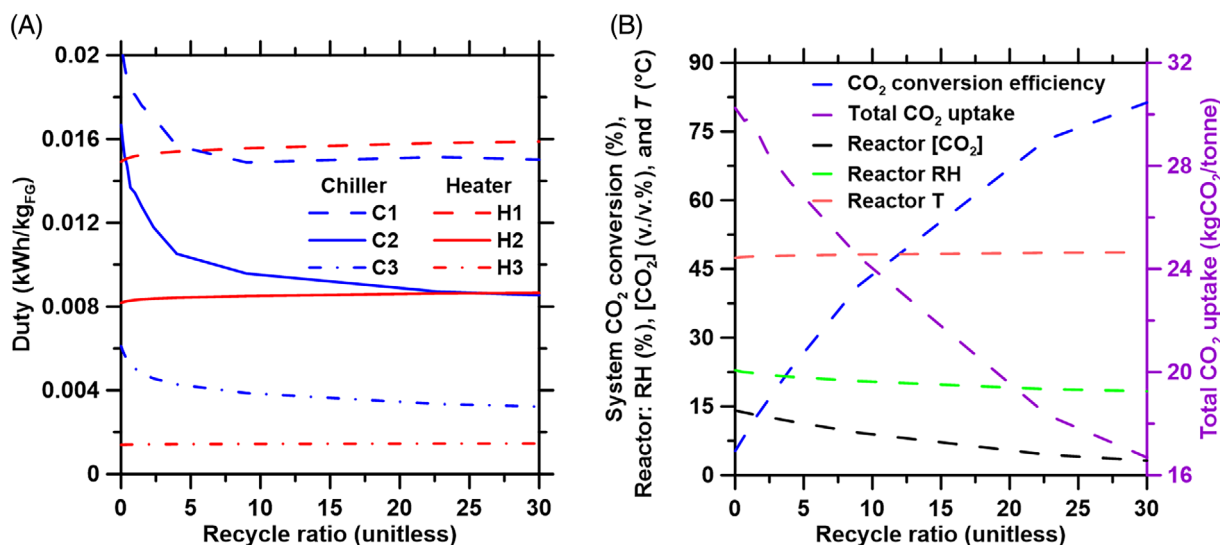 (A)
0.02
0.016
0.012
0.008
0.004
0
Duty (kWh/kgFG)
Chiller Heater
C1 H1
C2 H2
C3 H3
0 5 10 15 20 25 30
Recycle ratio (unitless)
(B)
System CO2 conversion (%),
Reactor: RH (%), [CO2] (v./v.%), and T (°C)
90
75
60
45
30
15
0
CO2 conversion efficiency
Total CO2 uptake
Reactor [CO2]
Reactor RH
Reactor T
0 5 10 15 20 25 30
Recycle ratio (unitless)
32
28
24
20
16
Total CO2 uptake (kgCO2/tonne)